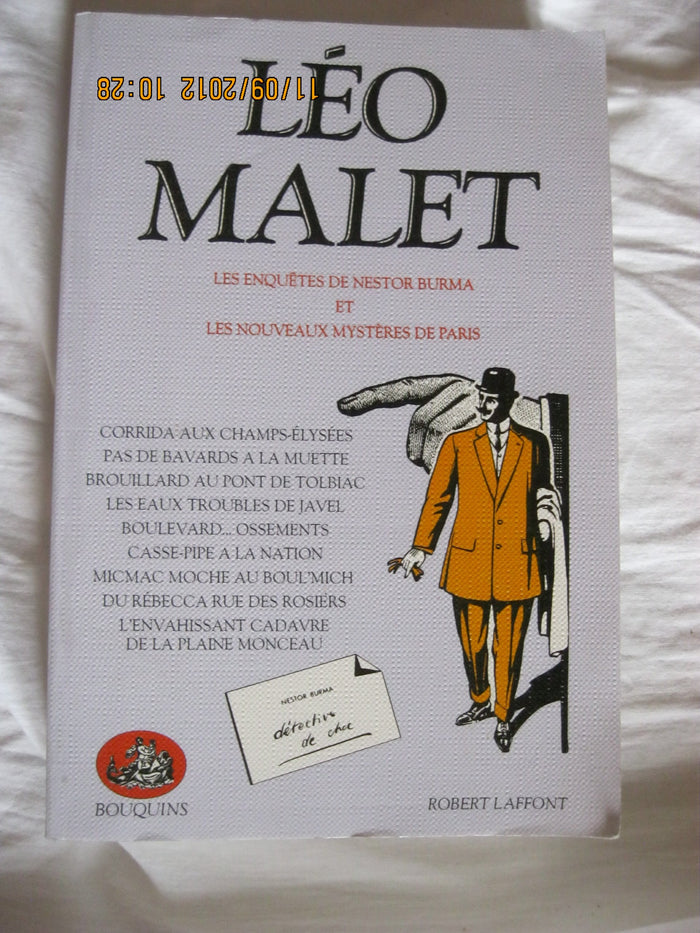 LÉO
11/09/2012 10:28
MALET
LES ENQUÊTES DE NESTOR BURMA
ET
LES NOUVEAUX MYSTÈRES DE PARIS
CORRIDA AUX CHAMPS-ÉLYSÉES
PAS DE BAVARDS A LA MUETTE
BROUILLARD AU PONT DE TOLBIAC
LES EAUX TROUBLES DE JAVEL
BOULEVARD... OSSEMENTS
CASSE-PIPE A LA NATION
MICMAC MOCHE AU BOUL'MICH
DU RÉBECCA RUE DES ROSIERS
L'ENVAHISSANT CADAVRE
DE LA PLAINE MONCEAU
NESTOR BURMA
détective
de choc
BOUQUINS
ROBERT LAFFONT